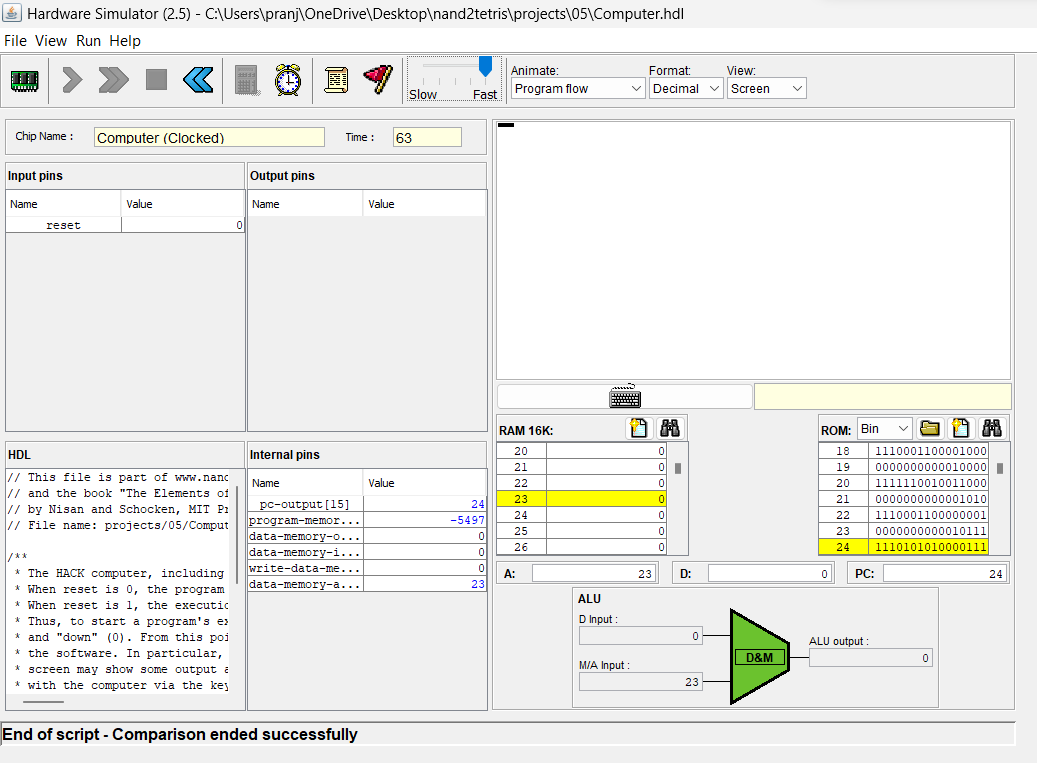 Hardware Simulator (2.5) - C:\Users\pranj\OneDrive\Desktop\nand2tetris\projects\05\Computer.hdl
File View Run Help
Slow Fast
Animate: Format: View:
Program flow Decimal Screen
Chip Name : Computer (Clocked) Time : 63
Input pins
Name Value
reset 0
Output pins
Name Value
HDL
// This file is part of www.nand
// and the book "The Elements of
// by Nisan and Schocken, MIT Pr
// File name: projects/05/Comput
/**
* The HACK computer, including
* When reset is 0, the program
* When reset is 1, the executio
* Thus, to start a program's ex
* and "down" (0). From this poi
* the software. In particular,
* screen may show some output a
* with the computer via the key
Internal pins
Name Value
pc-output[15] 24
program-memor... -5497
data-memory-o... 0
data-memory-i... 0
write-data-me... 0
data-memory-a... 23
RAM 16K:
20 0
21 0
22 0
23 0
24 0
25 0
26 0
ROM: Bin
18 1110001100001000
19 0000000000010000
20 1111110010011000
21 0000000000001010
22 1110001100000001
23 0000000000010111
24 1110101010000111
A: 23 D: 0 PC: 24
ALU
D Input :
0
M/A Input :
23
D&M
ALU output :
0
End of script - Comparison ended successfully